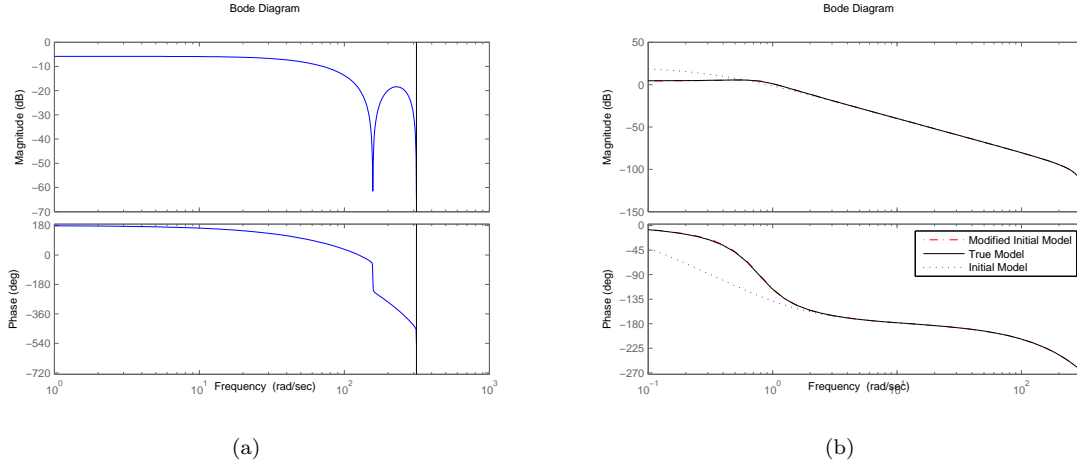 Bode Diagram
0
−10
−20
−30
−40
−50
−60
−70
Magnitude (dB)
180
0
−180
−360
−540
−720
Phase (deg)
10^0
10^1
10^2
10^3
Frequency (rad/sec)
(a)
Bode Diagram
50
0
−50
−100
−150
Magnitude (dB)
0
−45
−90
−135
−180
−225
−270
Phase (deg)
Modified Initial Model
True Model
Initial Model
10^−1
10^0
10^1
10^2
Frequency (rad/sec)
(b)